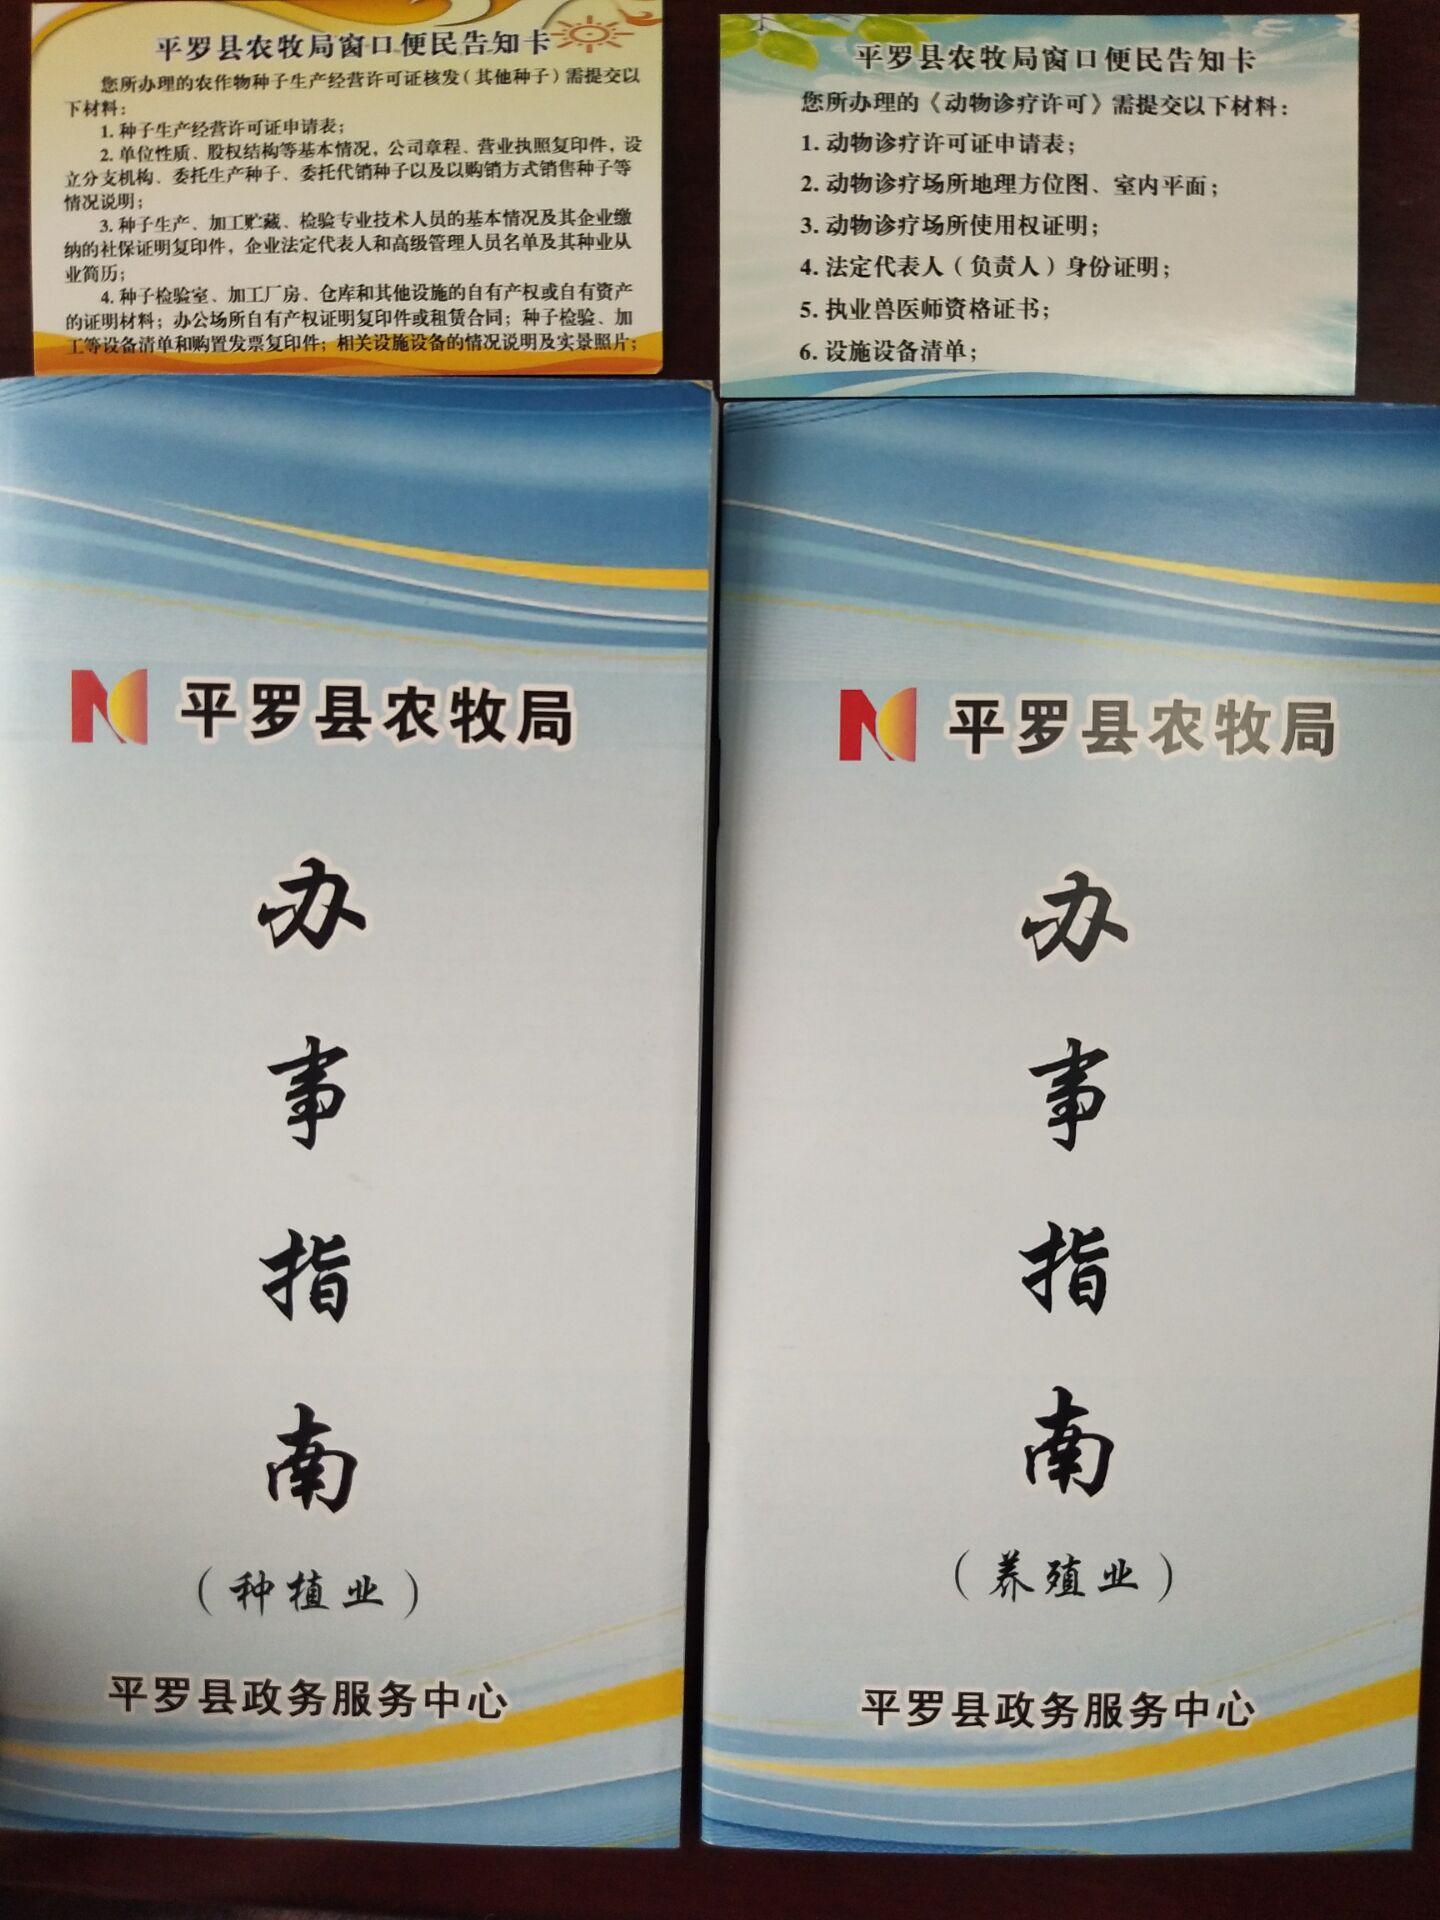 平罗县农牧局窗口便民告知卡
您所办理的农作物种子生产经营许可证核发（其他种子）需提交以
下材料：
1. 种子生产经营许可证申请表；
2. 单位性质、股权结构等基本情况，公司章程、营业执照复印件，设
立分支机构、委托生产种子、委托代销种子以及以购销方式销售种子等
情况说明；
3. 种子生产、加工贮藏、检验专业技术人员的基本情况及其企业缴
纳的社保证明复印件，企业法定代表人和高级管理人员名单及其种业从
业简历；
4. 种子检验室、加工厂房、仓库和其他设施的自有产权或自有资产
的证明材料；办公场所自有产权证明复印件或租赁合同；种子检验、加
工等设备清单和购置发票复印件；相关设施设备的情况说明及实景照片；
平罗县农牧局窗口便民告知卡
您所办理的《动物诊疗许可》需提交以下材料：
1. 动物诊疗许可证申请表；
2. 动物诊疗场所地理方位图、室内平面；
3. 动物诊疗场所使用权证明；
4. 法定代表人（负责人）身份证明；
5. 执业兽医师资格证书；
6. 设施设备清单；
平罗县农牧局
办
事
指
南
（种植业）
平罗县政务服务中心
平罗县农牧局
办
事
指
南
（养殖业）
平罗县政务服务中心